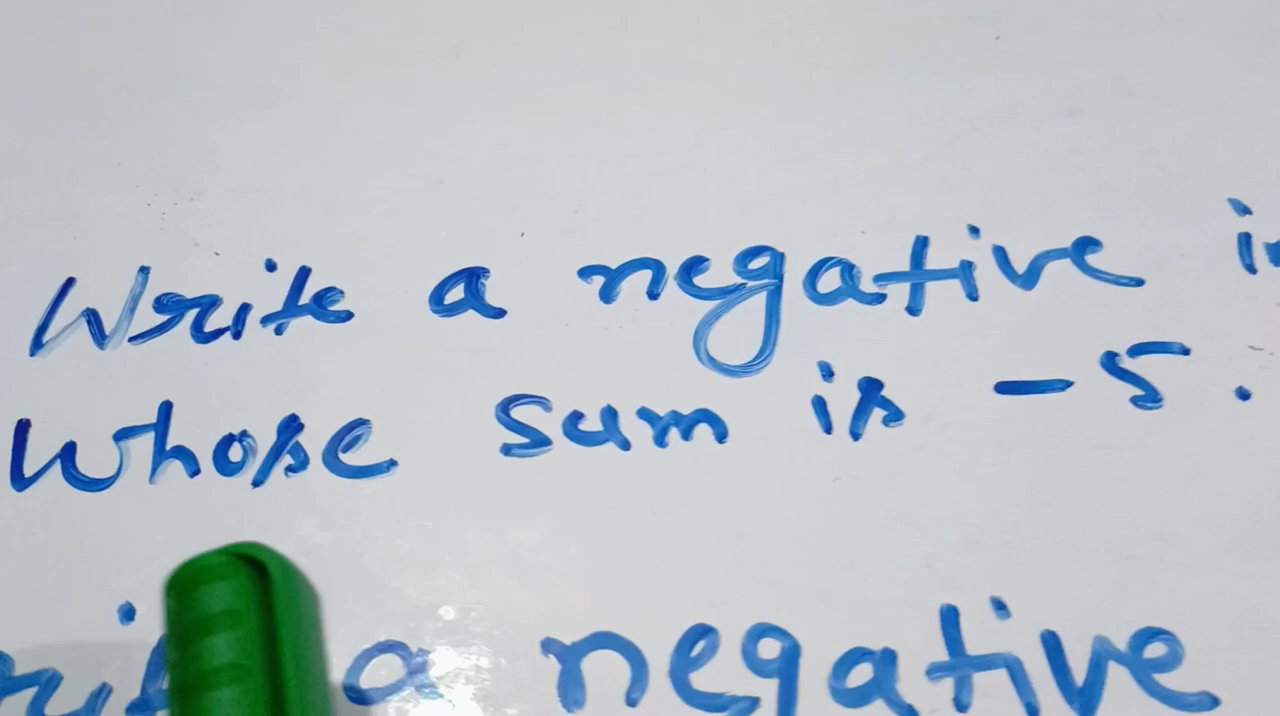 Write a negative
Whose sum is -5.
a negative